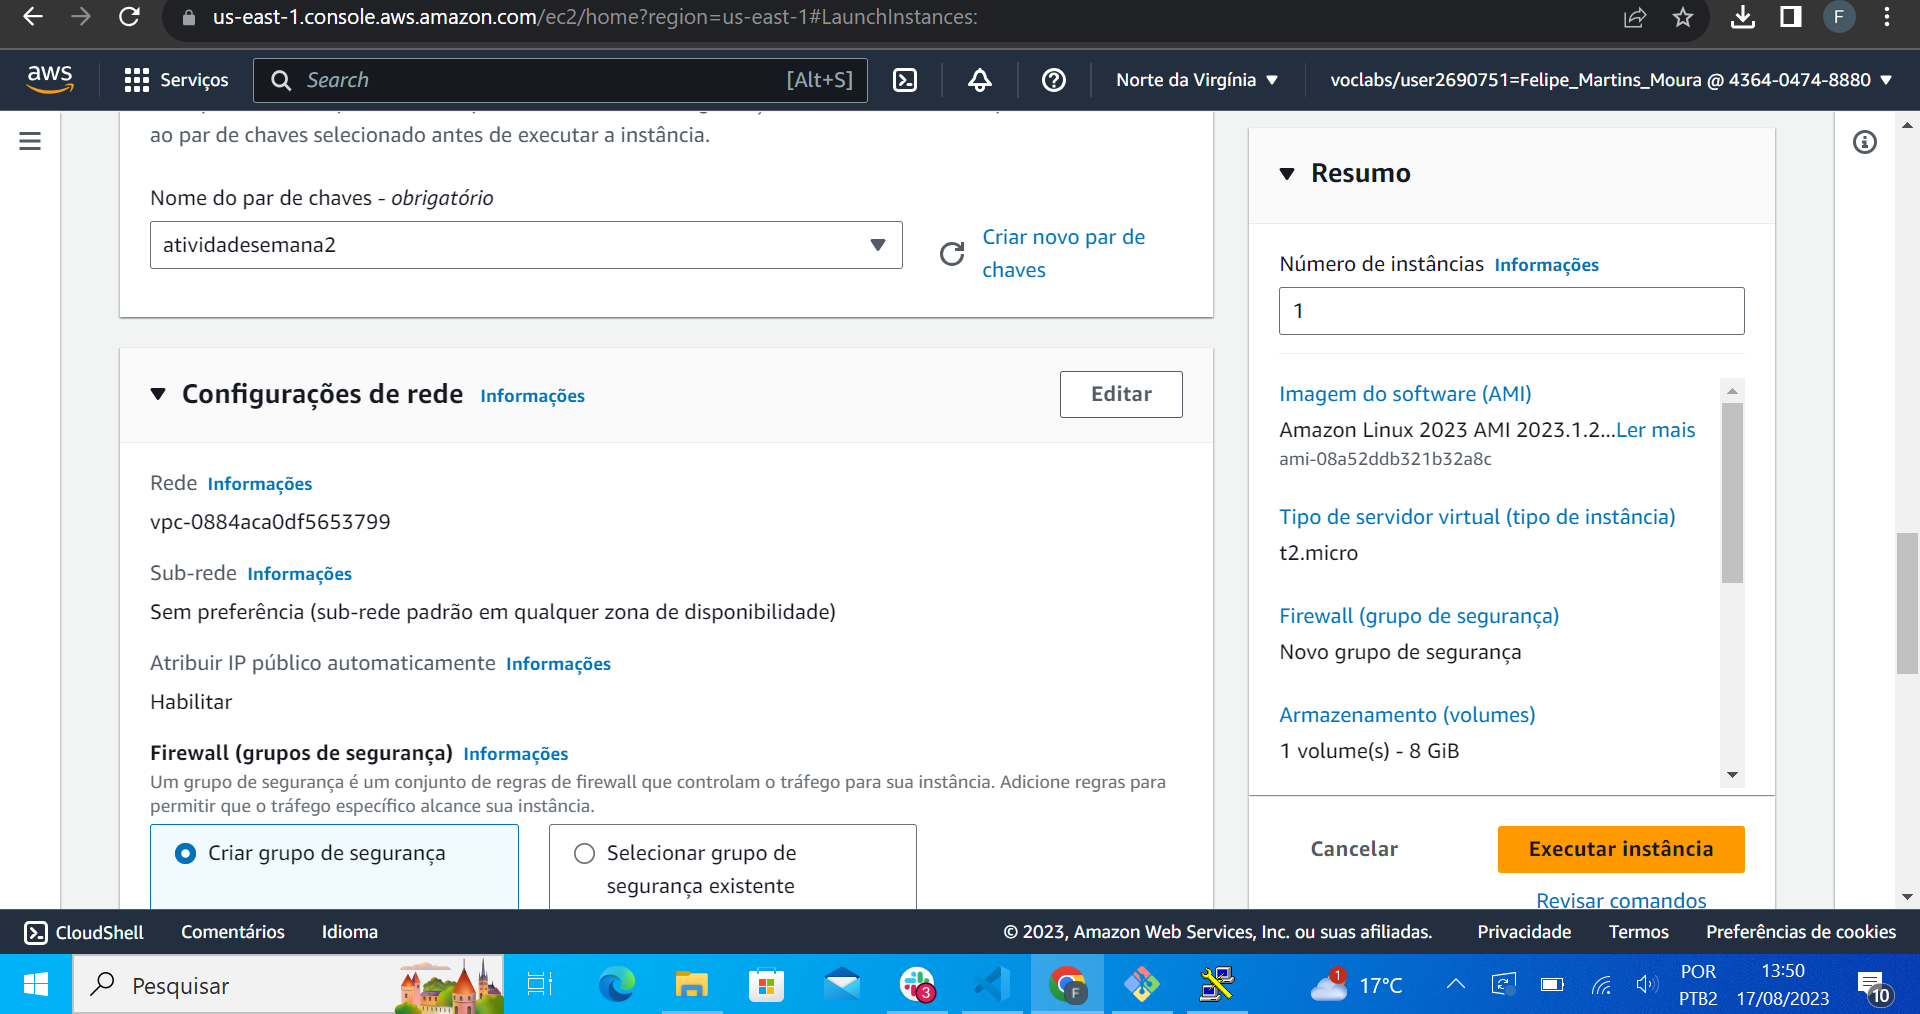 us-east-1.console.aws.amazon.com/ec2/home?region=us-east-1#LaunchInstances:
F
aws
Serviços
Search
[Alt+S]
Norte da Virgínia
voclabs/user2690751=Felipe_Martins_Moura @ 4364-0474-8880
ao par de chaves selecionado antes de executar a instância.
Nome do par de chaves - obrigatório
atividadesemana2
Criar novo par de
chaves
Configurações de rede Informações
Editar
Rede Informações
vpc-0884aca0df5653799
Sub-rede Informações
Sem preferência (sub-rede padrão em qualquer zona de disponibilidade)
Atribuir IP público automaticamente Informações
Habilitar
Firewall (grupos de segurança) Informações
Um grupo de segurança é um conjunto de regras de firewall que controlam o tráfego para sua instância. Adicione regras para
permitir que o tráfego específico alcance sua instância.
Criar grupo de segurança
Selecionar grupo de
segurança existente
Resumo
Número de instâncias Informações
1
Imagem do software (AMI)
Amazon Linux 2023 AMI 2023.1.2...Ler mais
ami-08a52ddb321b32a8c
Tipo de servidor virtual (tipo de instância)
t2.micro
Firewall (grupo de segurança)
Novo grupo de segurança
Armazenamento (volumes)
1 volume(s) - 8 GiB
Cancelar
Executar instância
Revisar comandos
CloudShell
Comentários
Idioma
© 2023, Amazon Web Services, Inc. ou suas afiliadas.
Privacidade
Termos
Preferências de cookies
Pesquisar
3
F
1
17°C
POR
PTB2
13:50
17/08/2023
10